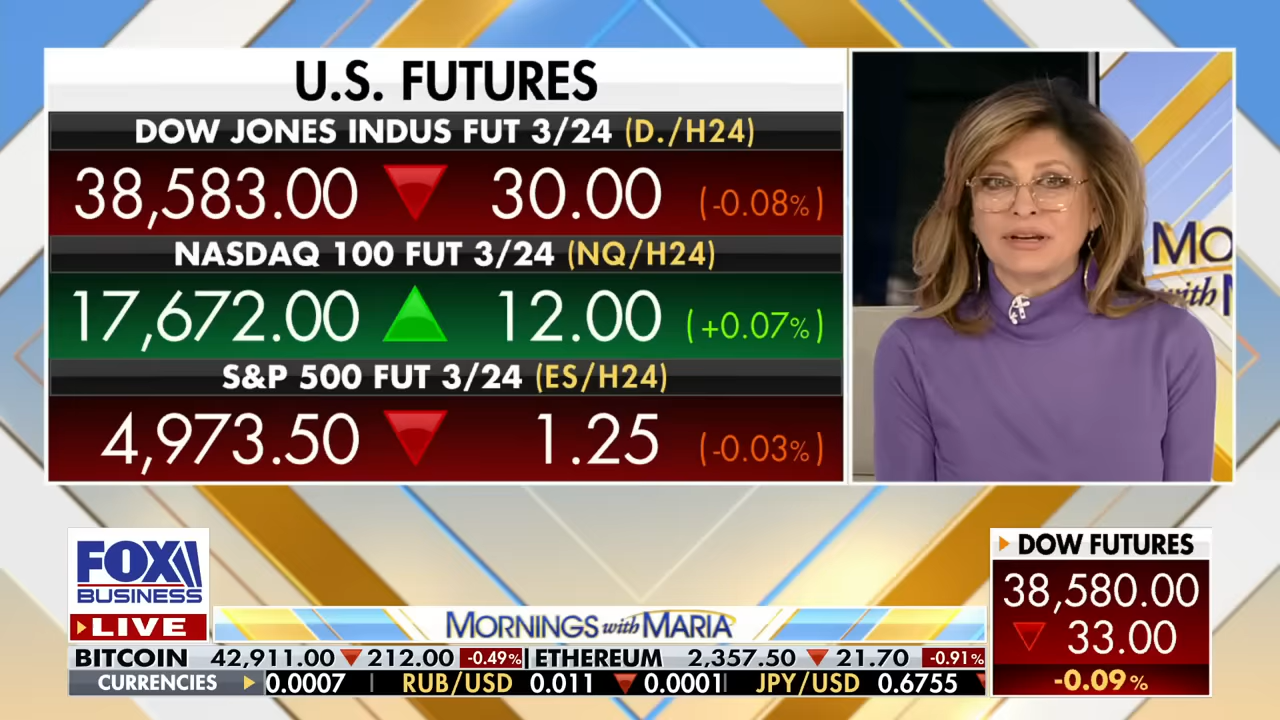 U.S. FUTURES
DOW JONES INDUS FUT 3/24 (D./H24)
38,583.00 ▼ 30.00 (-0.08%)
NASDAQ 100 FUT 3/24 (NQ/H24)
17,672.00 ▲ 12.00 (+0.07%)
S&P 500 FUT 3/24 (ES/H24)
4,973.50 ▼ 1.25 (-0.03%)
MO
with
FOX
BUSINESS
LIVE
MORNINGS with MARIA
DOW FUTURES
38,580.00
▼ 33.00
-0.09%
BITCOIN 42,911.00 ▼ 212.00 -0.49% ETHEREUM 2,357.50 ▼ 21.70 -0.91%
CURRENCIES 0.0007 RUB/USD 0.011 ▼ 0.0001 JPY/USD 0.6755